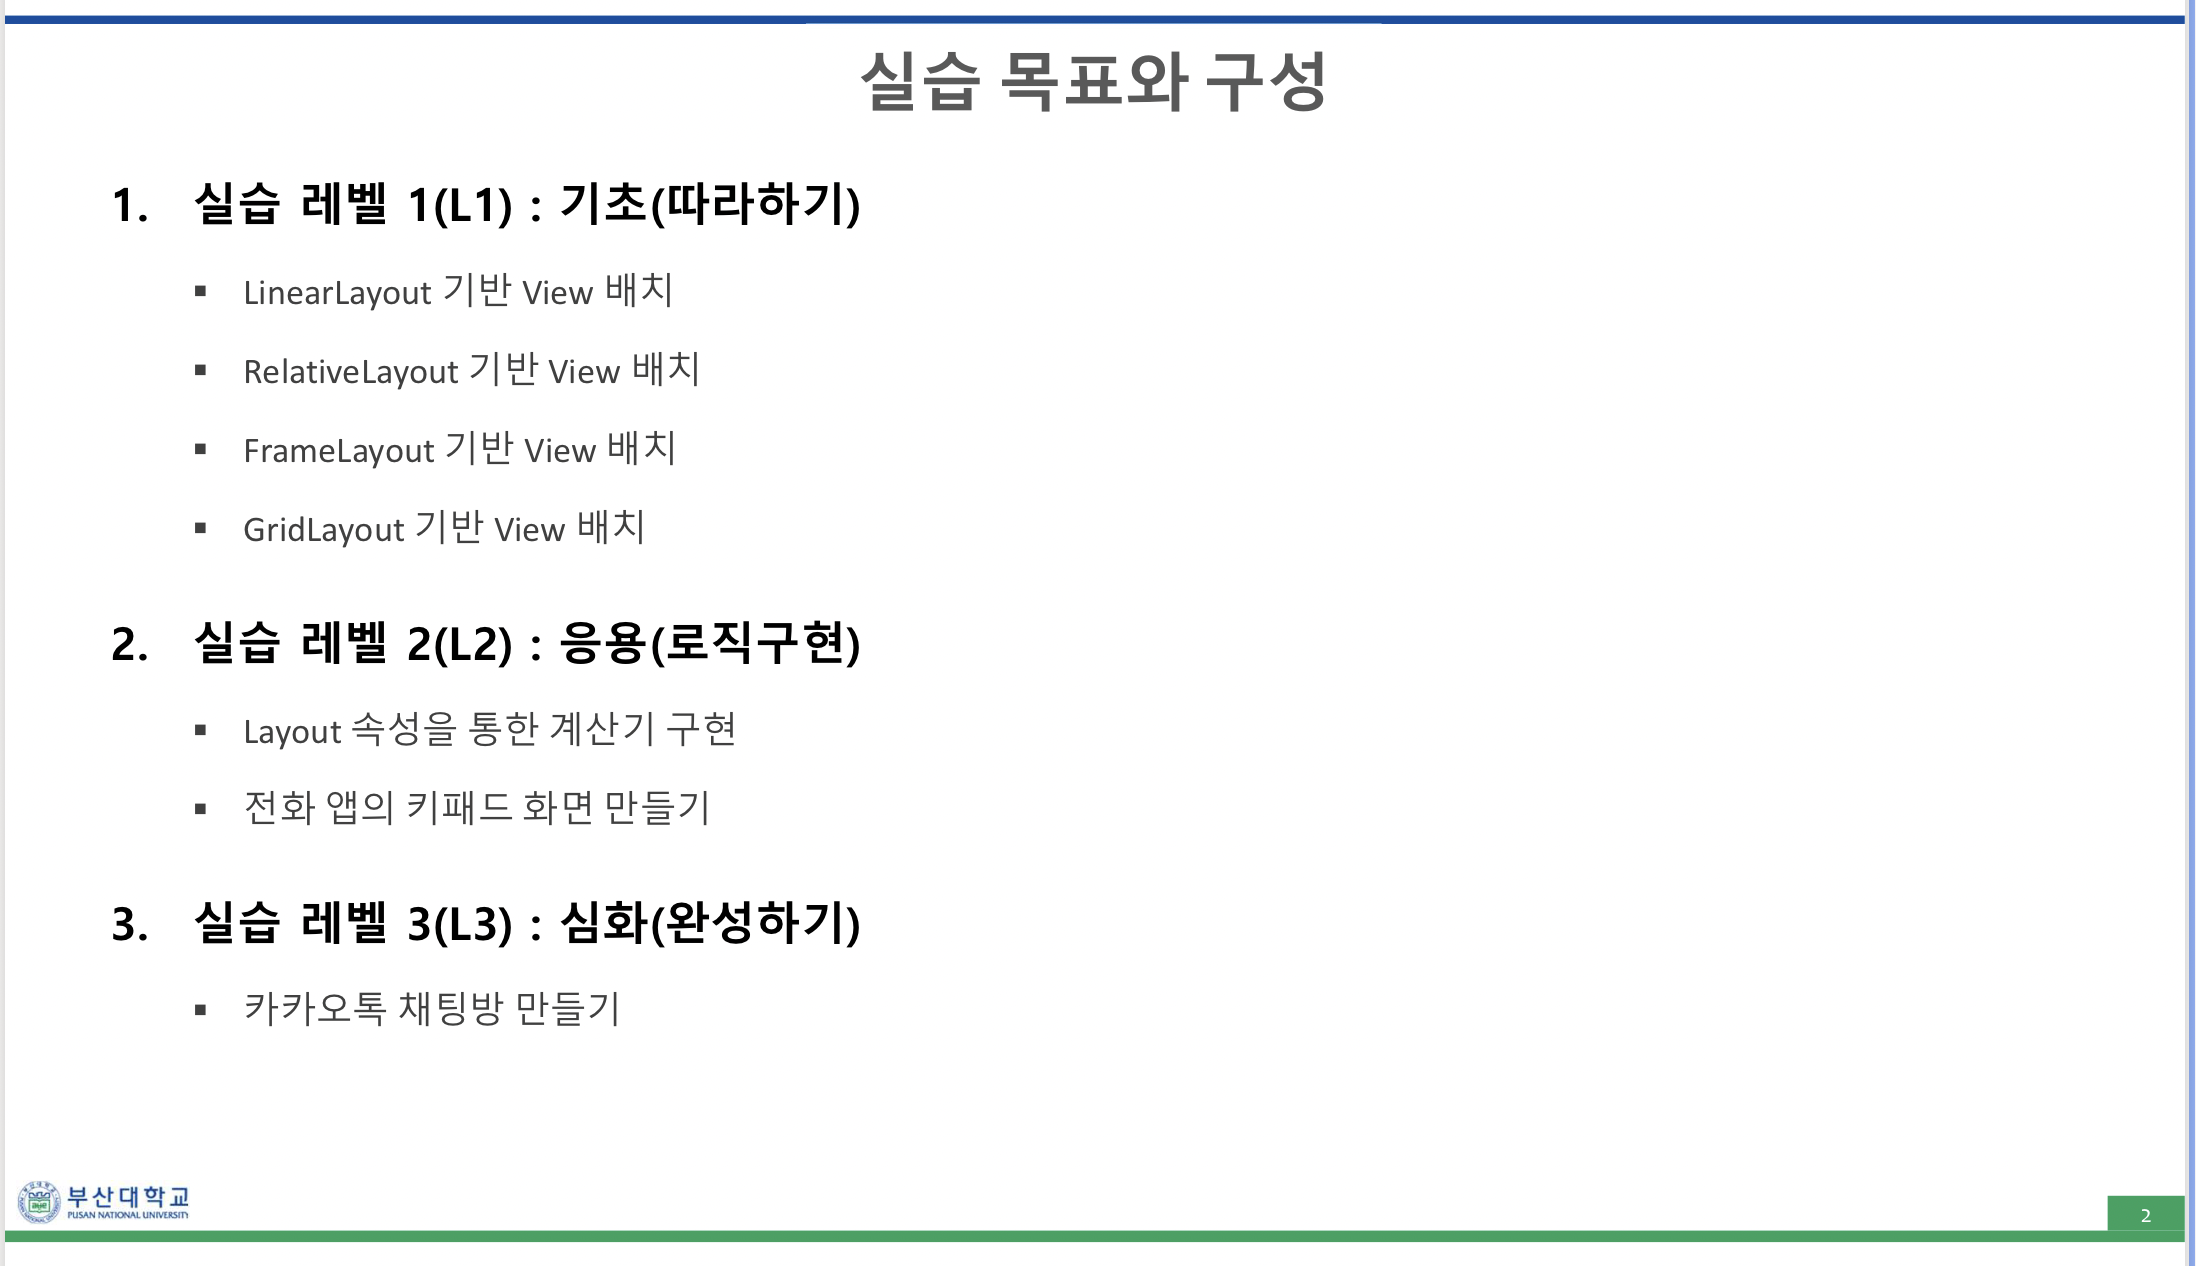 실습 목표와 구성
1. 실습 레벨 1(L1) : 기초(따라하기)
▪ LinearLayout 기반 View 배치
▪ RelativeLayout 기반 View 배치
▪ FrameLayout 기반 View 배치
▪ GridLayout 기반 View 배치
2. 실습 레벨 2(L2) : 응용(로직구현)
▪ Layout 속성을 통한 계산기 구현
▪ 전화 앱의 키패드 화면 만들기
3. 실습 레벨 3(L3) : 심화(완성하기)
▪ 카카오톡 채팅방 만들기
부산대학교
PUSAN NATIONAL UNIVERSITY
2